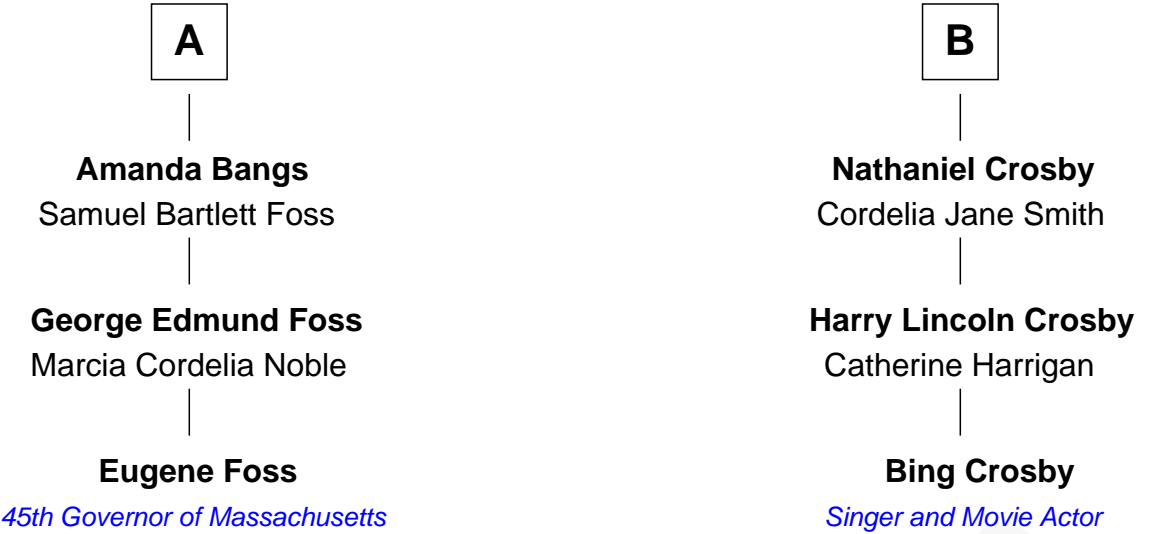 A
Amanda Bangs
Samuel Bartlett Foss
George Edmund Foss
Marcia Cordelia Noble
Eugene Foss
45th Governor of Massachusetts
B
Nathaniel Crosby
Cordelia Jane Smith
Harry Lincoln Crosby
Catherine Harrigan
Bing Crosby
Singer and Movie Actor